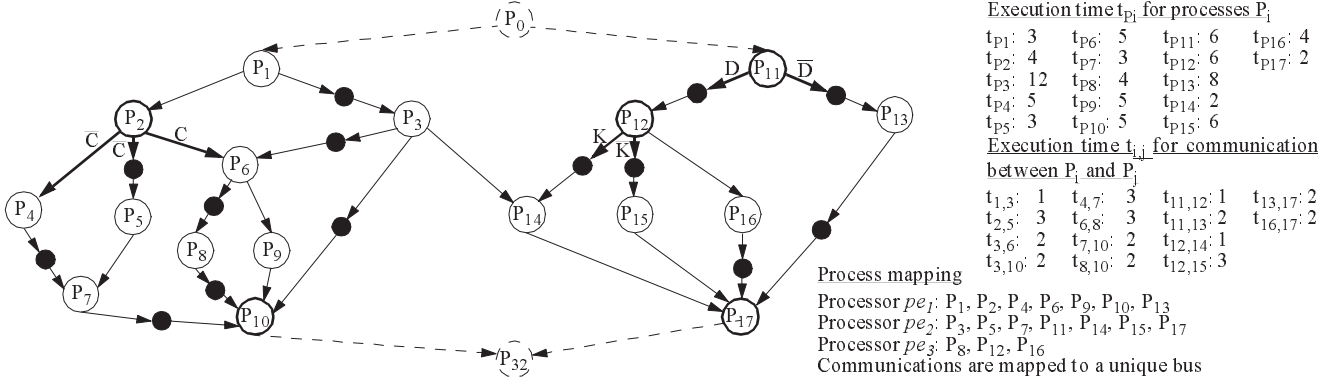 P0
P1
P11
D
D̅
P2
P3
P12
P13
C̅
C̅
C
K
K̅
P6
P4
P5
P14
P15
P16
P8
P9
P7
P10
P17
P32
Execution time tPi for processes Pi
tP1: 3 tP6: 5 tP11: 6 tP16: 4
tP2: 4 tP7: 3 tP12: 6 tP17: 2
tP3: 12 tP8: 4 tP13: 8
tP4: 5 tP9: 5 tP14: 2
tP5: 3 tP10: 5 tP15: 6
Execution time ti,j for communication
between Pi and Pj
t1,3: 1 t4,7: 3 t11,12: 1 t13,17: 2
t2,5: 3 t6,8: 3 t11,13: 2 t16,17: 2
t3,6: 2 t7,10: 2 t12,14: 1
t3,10: 2 t8,10: 2 t12,15: 3
Process mapping
Processor pe1: P1, P2, P4, P6, P9, P10, P13
Processor pe2: P3, P5, P7, P11, P14, P15, P17
Processor pe3: P8, P12, P16
Communications are mapped to a unique bus